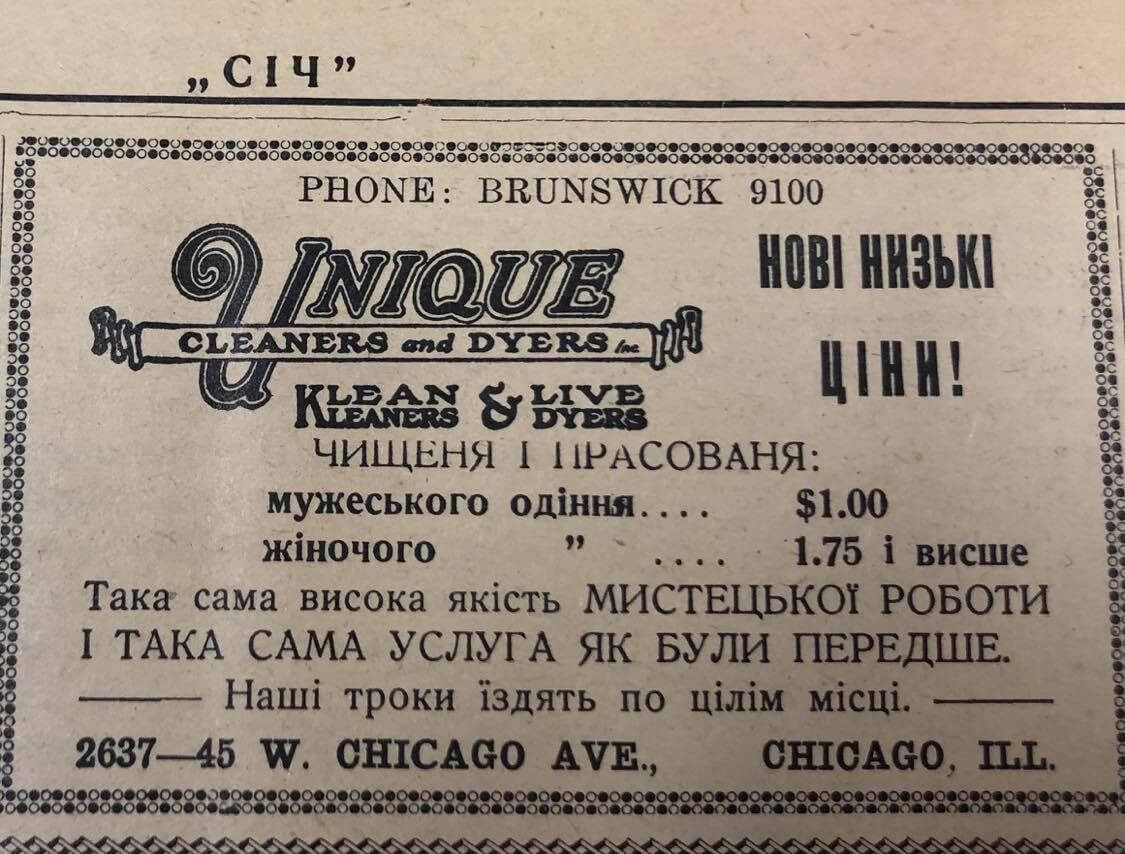 „СІЧ”
PHONE: BRUNSWICK 9100
UNIQUE
CLEANERS and DYERS Inc.
KLEAN KLEANERS & LIVE DYERS
НОВІ НИЗЬКІ
ЦІНИ!
ЧИЩЕНЯ І ПРАСОВАНЯ:
мужеського одіння.... $1.00
жіночого ” .... 1.75 і висше
Така сама висока якість МИСТЕЦЬКОЇ РОБОТИ
І ТАКА САМА УСЛУГА ЯК БУЛИ ПЕРЕДШЕ.
Наші троки їздять по цілім місці.
2637—45 W. CHICAGO AVE., CHICAGO, ILL.